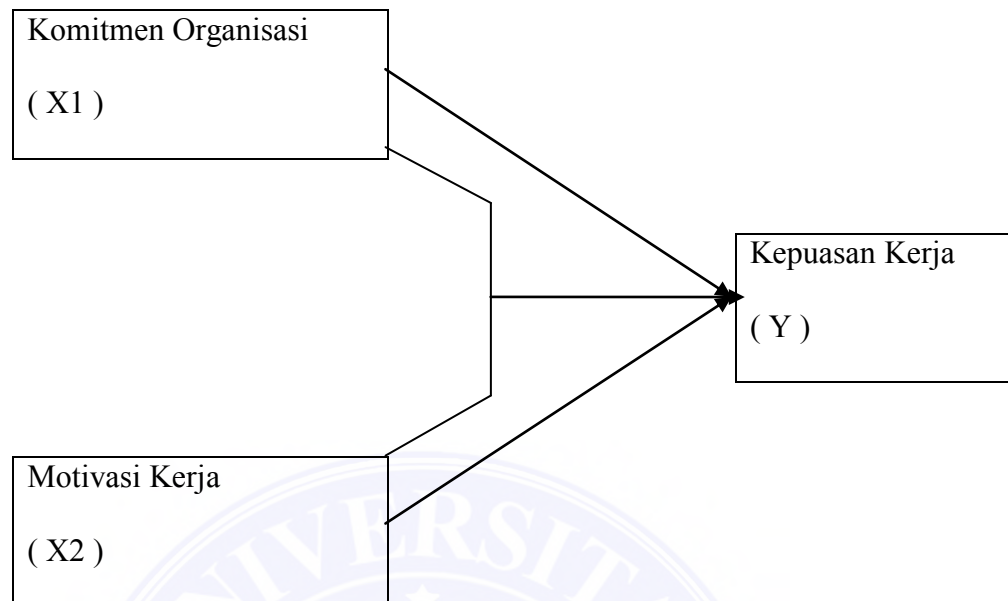 Komitmen Organisasi
( X1 )
Kepuasan Kerja
( Y )
Motivasi Kerja
( X2 )